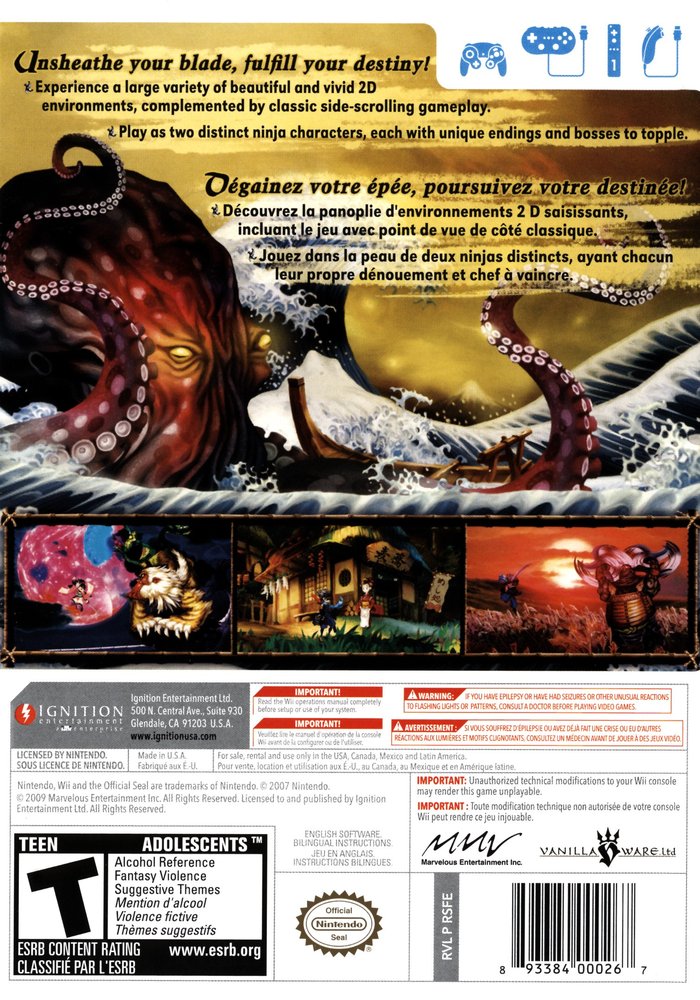 1
Unsheathe your blade, fulfill your destiny!
Experience a large variety of beautiful and vivid 2D
environments, complemented by classic side-scrolling gameplay.
Play as two distinct ninja characters, each with unique endings and bosses to topple.
Dégainez votre épée, poursuivez votre destinée!
Découvrez la panoplie d'environnements 2 D saisissants,
incluant le jeu avec point de vue de côté classique.
Jouez dans la peau de deux ninjas distincts, ayant chacun
leur propre dénouement et chef à vaincre.
めし処
IGNITION
entertainment
enterprise
Ignition Entertainment Ltd.
500 N. Central Ave., Suite 930
Glendale, CA 91203 U.S.A.
www.ignitionusa.com
IMPORTANT!
Read the Wii operations manual completely
before setup or use of your system.
IMPORTANT!
Veuillez lire le manuel d'opération de la console
Wii avant de la configurer ou de l'utiliser.
WARNING: IF YOU HAVE EPILEPSY OR HAVE HAD SEIZURES OR OTHER UNUSUAL REACTIONS
TO FLASHING LIGHTS OR PATTERNS, CONSULT A DOCTOR BEFORE PLAYING VIDEO GAMES.
AVERTISSEMENT: SI VOUS SOUFFREZ D'ÉPILEPSIE OU AVEZ DÉJÀ FAIT UNE CRISE OU EU D'AUTRES
RÉACTIONS AUX LUMIÈRES ET MOTIFS CLIGNOTANTS, CONSULTEZ UN MÉDECIN AVANT DE JOUER À DES JEUX VIDÉO.
LICENSED BY NINTENDO.
SOUS LICENCE DE NINTENDO.
Made in U.S.A.
Fabriqué aux É.-U.
For sale, rental and use only in the USA, Canada, Mexico and Latin America.
Pour vente, location et utilisation aux É.-U., au Canada, au Mexique et en Amérique latine.
Nintendo, Wii and the Official Seal are trademarks of Nintendo. © 2007 Nintendo.
© 2009 Marvelous Entertainment Inc. All Rights Reserved. Licensed to and published by Ignition
Entertainment Ltd. All Rights Reserved.
IMPORTANT: Unauthorized technical modifications to your Wii console
may render this game unplayable.
IMPORTANT : Toute modification technique non autorisée de votre console
Wii peut rendre ce jeu injouable.
TEEN ADOLESCENTS™
T
Alcohol Reference
Fantasy Violence
Suggestive Themes
Mention d'alcool
Violence fictive
Thèmes suggestifs
ESRB CONTENT RATING www.esrb.org
CLASSIFIÉ PAR L'ESRB
ENGLISH SOFTWARE.
BILINGUAL INSTRUCTIONS.
JEU EN ANGLAIS.
INSTRUCTIONS BILINGUES.
Official
Nintendo
Seal
MMV
Marvelous Entertainment Inc.
VANILLA WARE.Ltd
RVL P RSFE
8 93384 00026 7